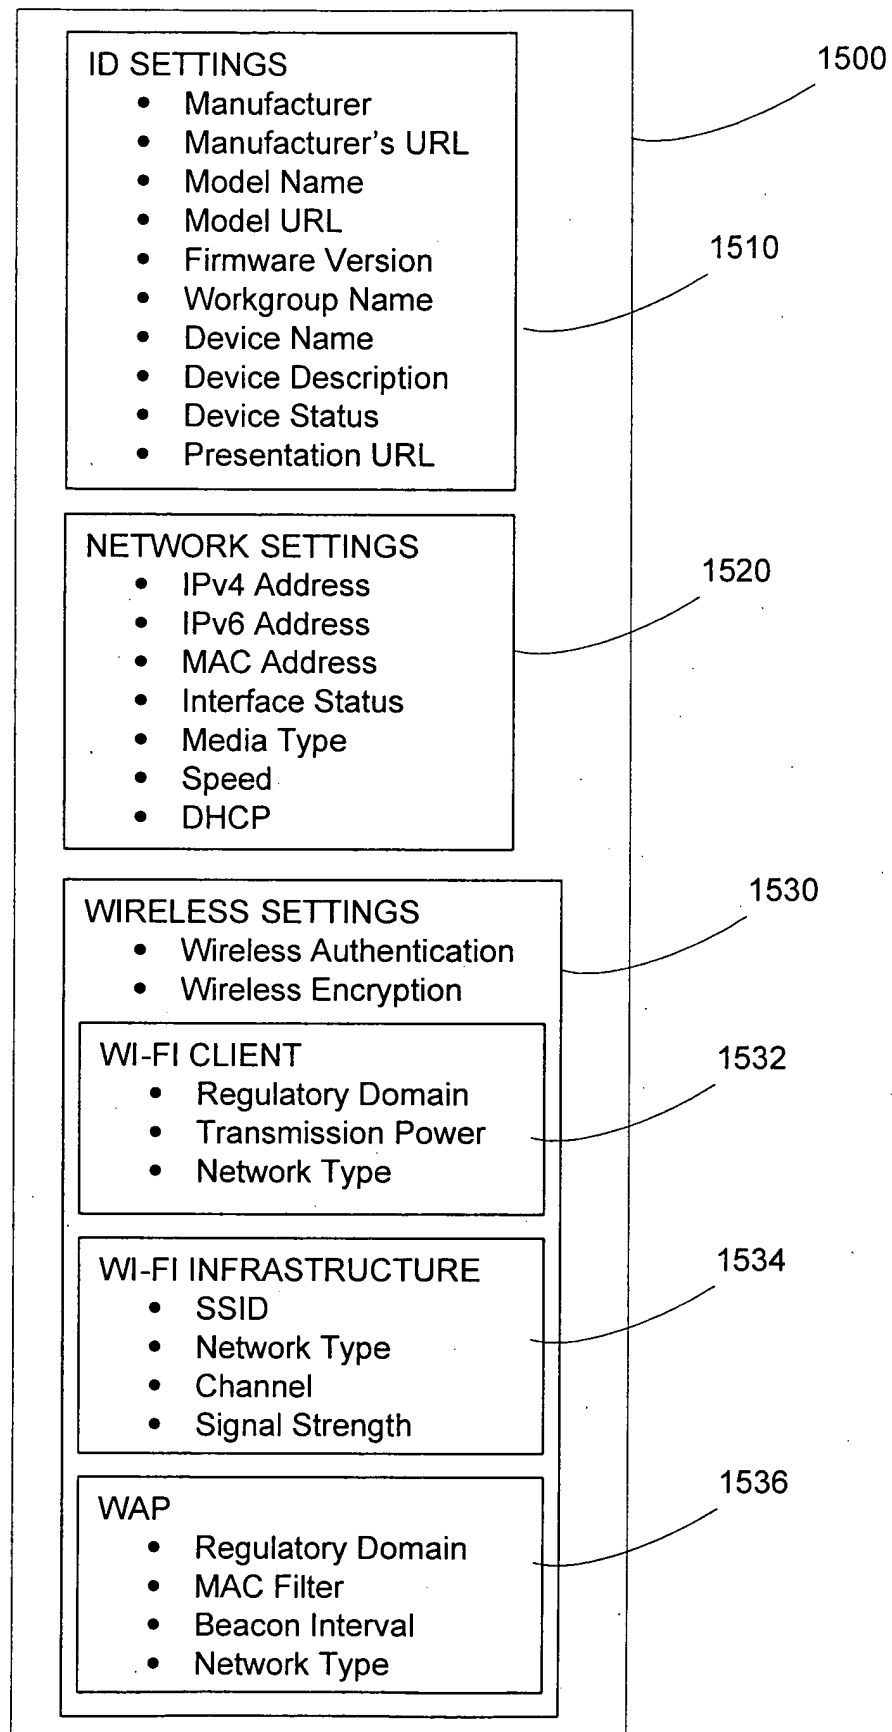 ID SETTINGS
• Manufacturer
• Manufacturer's URL
• Model Name
• Model URL
• Firmware Version
• Workgroup Name
• Device Name
• Device Description
• Device Status
• Presentation URL
1500
1510
NETWORK SETTINGS
• IPv4 Address
• IPv6 Address
• MAC Address
• Interface Status
• Media Type
• Speed
• DHCP
1520
WIRELESS SETTINGS
• Wireless Authentication
• Wireless Encryption
1530
WI-FI CLIENT
• Regulatory Domain
• Transmission Power
• Network Type
1532
WI-FI INFRASTRUCTURE
• SSID
• Network Type
• Channel
• Signal Strength
1534
WAP
• Regulatory Domain
• MAC Filter
• Beacon Interval
• Network Type
1536